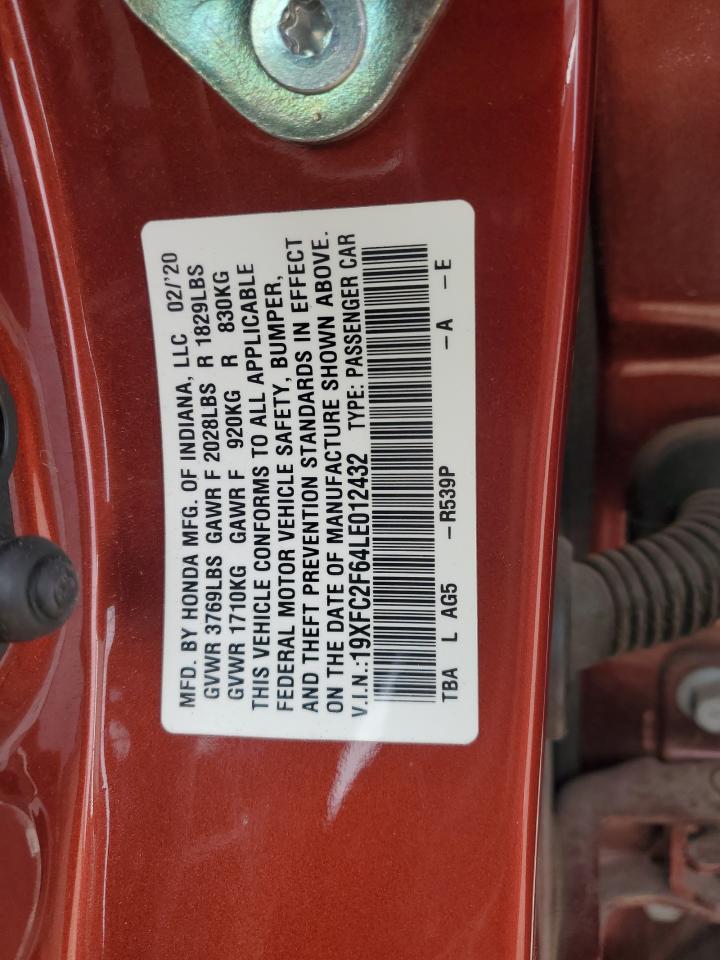 MFD. BY HONDA MFG. OF INDIANA, LLC 02/'20
GVWR 3769LBS GAWR F 2028LBS R 1829LBS
GVWR 1710KG GAWR F 920KG R 830KG
THIS VEHICLE CONFORMS TO ALL APPLICABLE
FEDERAL MOTOR VEHICLE SAFETY, BUMPER,
AND THEFT PREVENTION STANDARDS IN EFFECT
ON THE DATE OF MANUFACTURE SHOWN ABOVE.
V.I.N.:19XFC2F64LE012432 TYPE: PASSENGER CAR
TBA L AG5 -R539P -A -E